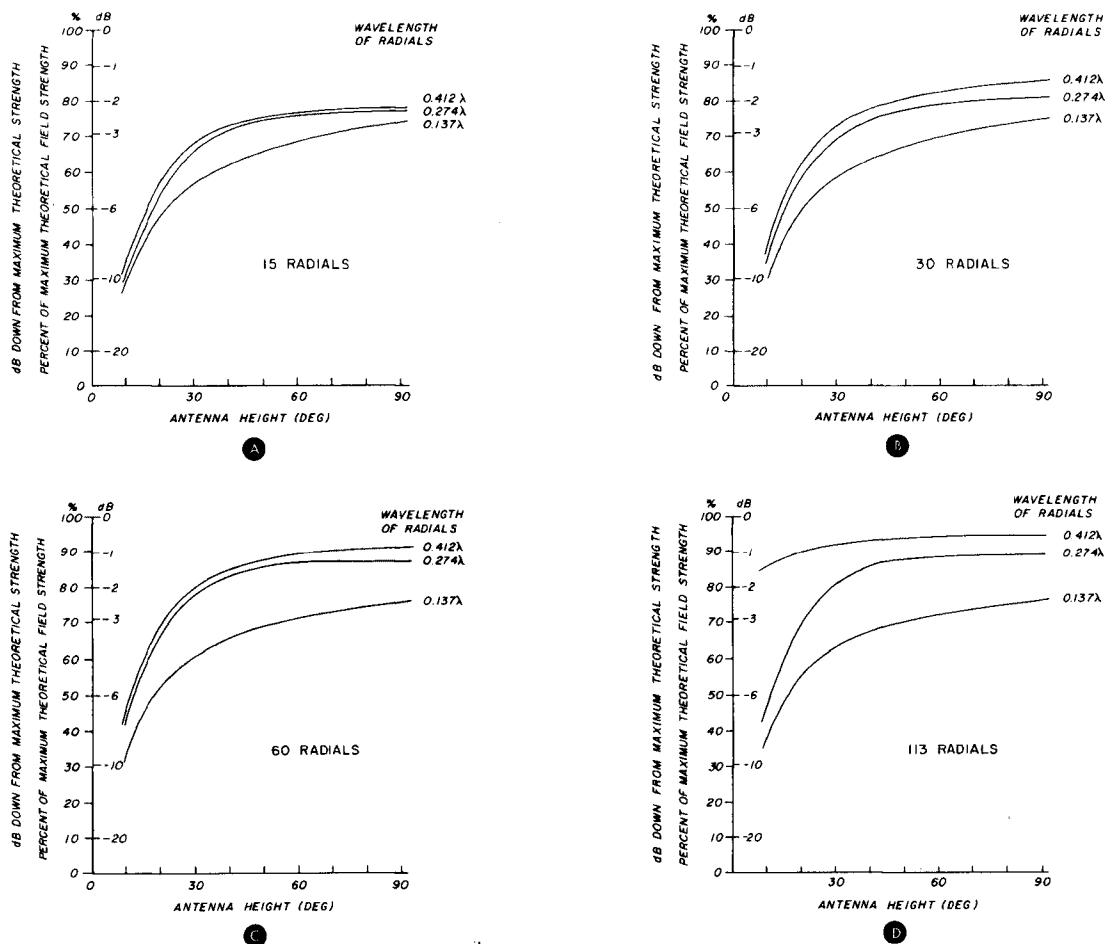 % dB
WAVELENGTH
OF RADIALS
dB DOWN FROM MAXIMUM THEORETICAL STRENGTH
PERCENT OF MAXIMUM THEORETICAL FIELD STRENGTH
100 0
90 -1
80 -2
70 -3
60
50 -6
40
30 -10
20
10 -20
0
0.412λ
0.274λ
0.137λ
15 RADIALS
0 30 60 90
ANTENNA HEIGHT (DEG)
A
% dB
WAVELENGTH
OF RADIALS
dB DOWN FROM MAXIMUM THEORETICAL STRENGTH
PERCENT OF MAXIMUM THEORETICAL FIELD STRENGTH
100 0
90 -1
80 -2
70 -3
60
50 -6
40
30 -10
20
10 -20
0
0.412λ
0.274λ
0.137λ
30 RADIALS
0 30 60 90
ANTENNA HEIGHT (DEG)
B
% dB
WAVELENGTH
OF RADIALS
dB DOWN FROM MAXIMUM THEORETICAL STRENGTH
PERCENT OF MAXIMUM THEORETICAL FIELD STRENGTH
100 0
90 -1
80 -2
70 -3
60
50 -6
40
30 -10
20
10 -20
0
0.412λ
0.274λ
0.137λ
60 RADIALS
0 30 60 90
ANTENNA HEIGHT (DEG)
C
% dB
WAVELENGTH
OF RADIALS
dB DOWN FROM MAXIMUM THEORETICAL STRENGTH
PERCENT OF MAXIMUM THEORETICAL FIELD STRENGTH
100 0
90 -1
80 -2
70 -3
60
50 -6
40
30 -10
20
10 -20
0
0.412λ
0.274λ
0.137λ
113 RADIALS
30 60 90
ANTENNA HEIGHT (DEG)
D